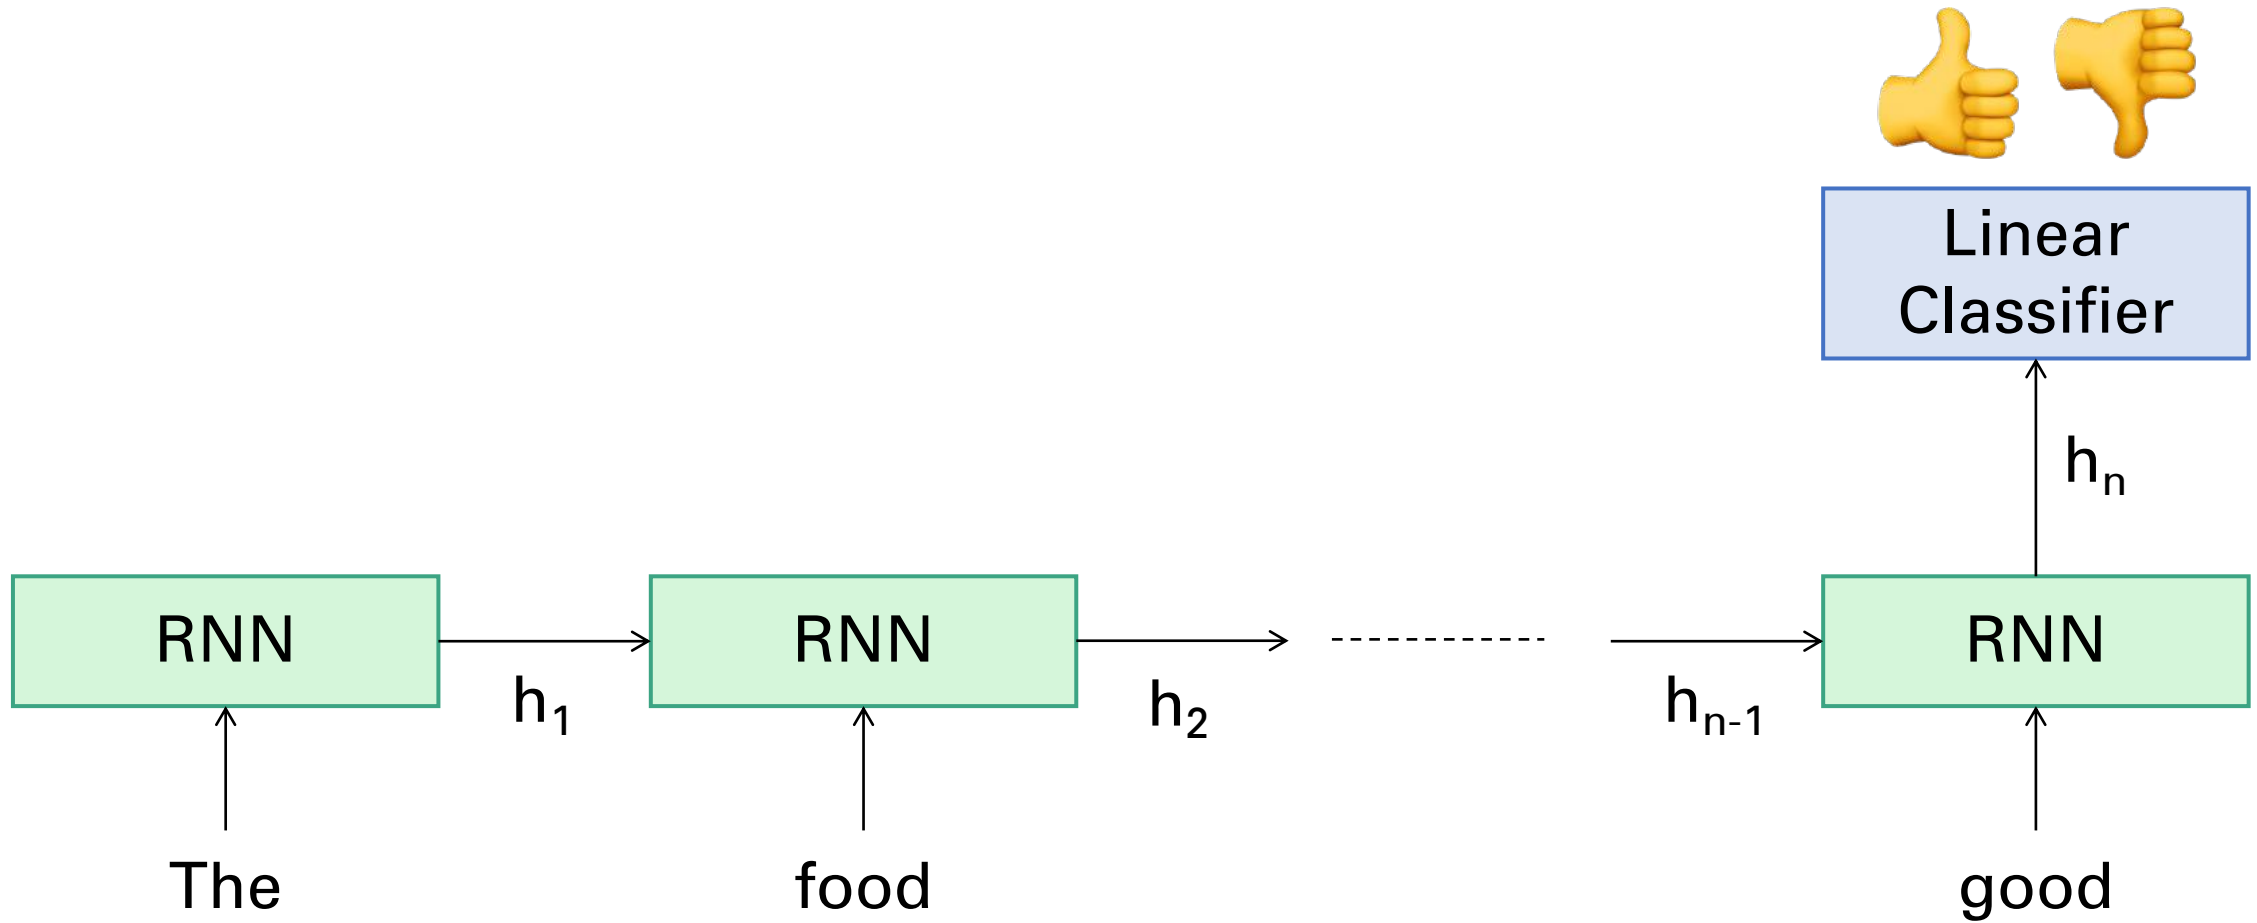 Linear
Classifier
hₙ
RNN
RNN
RNN
h₁
h₂
hₙ₋₁
The
food
good